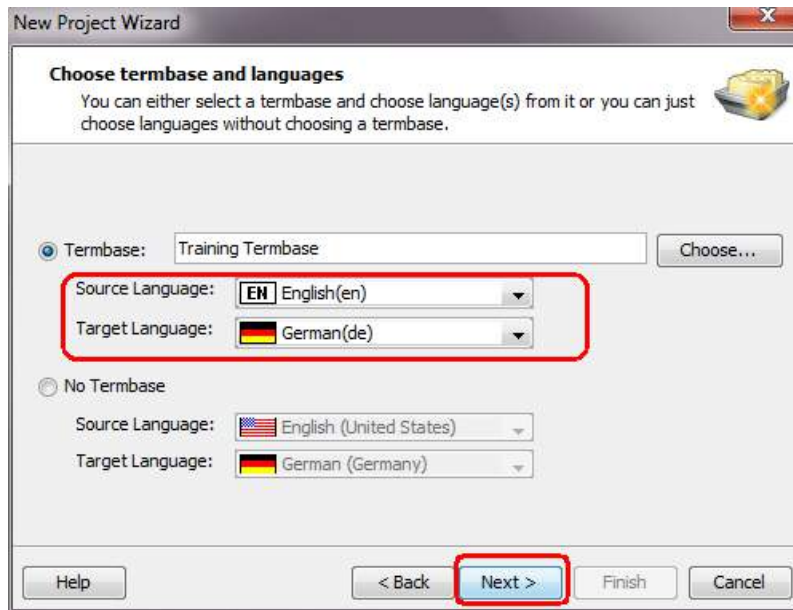 New Project Wizard
X
Choose termbase and languages
You can either select a termbase and choose language(s) from it or you can just
choose languages without choosing a termbase.
Termbase: Training Termbase Choose...
Source Language: EN English(en)
Target Language: German(de)
No Termbase
Source Language: English (United States)
Target Language: German (Germany)
Help < Back Next > Finish Cancel